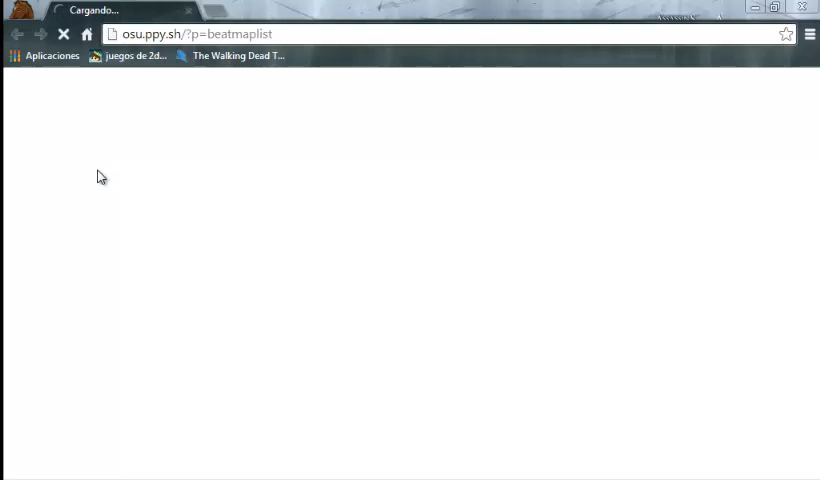 Cargando...
osu.ppy.sh/?p=beatmaplist
Aplicaciones juegos de 2d... The Walking Dead T...